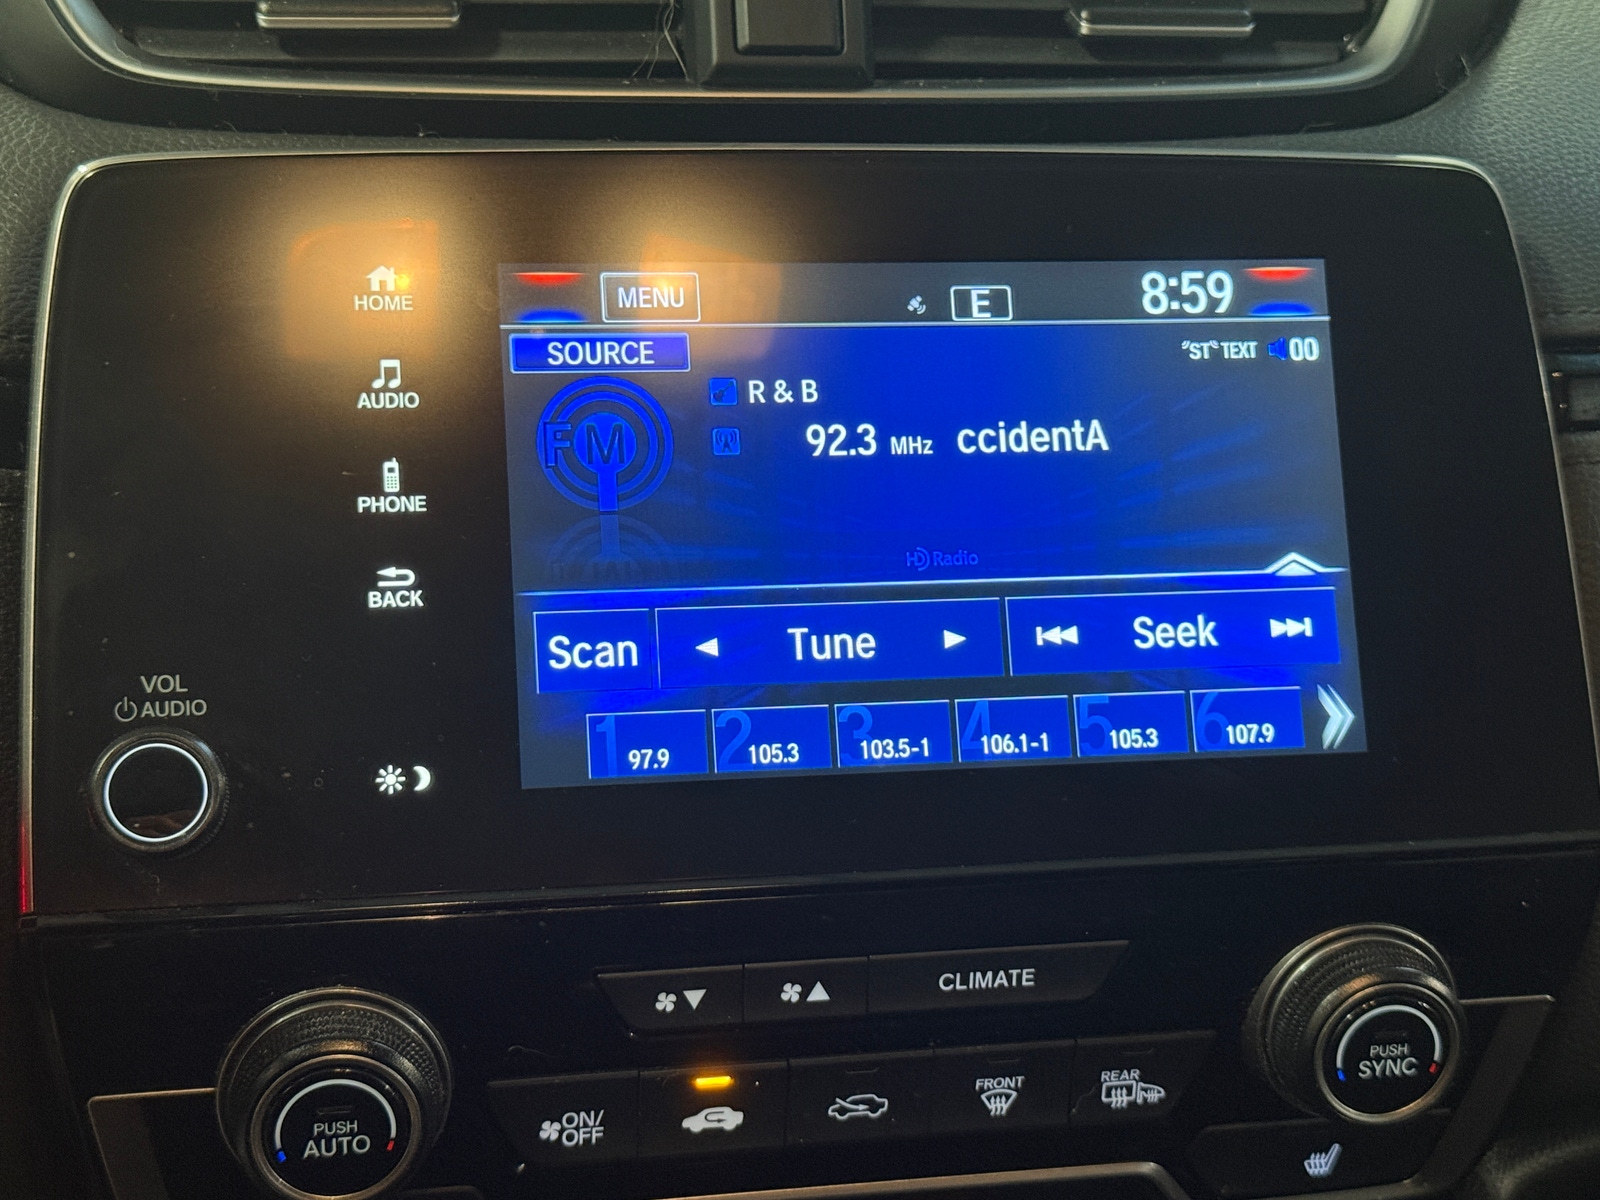 MENU E 8:59
SOURCE "ST" TEXT 00
FM
R & B
92.3 MHz ccidentA
HD Radio
Scan Tune Seek
1 97.9 2 105.3 3 103.5-1 4 106.1-1 5 105.3 6 107.9
HOME
AUDIO
PHONE
BACK
VOL
AUDIO
CLIMATE
PUSH
AUTO
ON/
OFF
FRONT
REAR
PUSH
SYNC